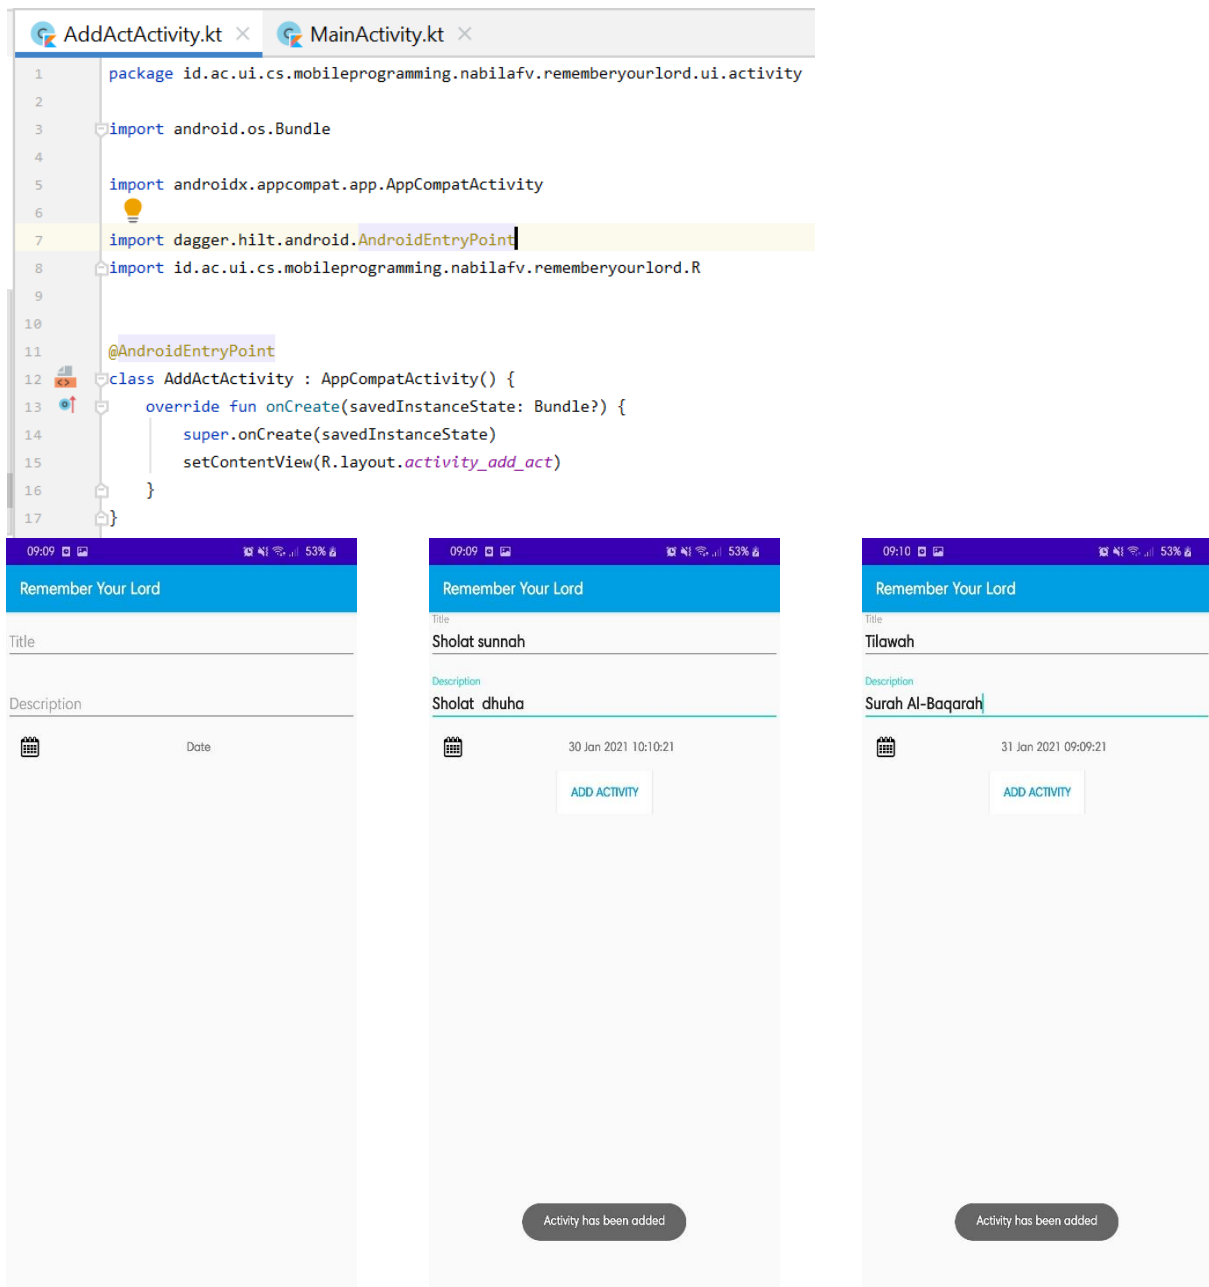 AddActActivity.kt MainActivity.kt
1 package id.ac.ui.cs.mobileprogramming.nabilafv.rememberyourlord.ui.activity
2
3 import android.os.Bundle
4
5 import androidx.appcompat.app.AppCompatActivity
6
7 import dagger.hilt.android.AndroidEntryPoint
8 import id.ac.ui.cs.mobileprogramming.nabilafv.rememberyourlord.R
9
10
11 @AndroidEntryPoint
12 class AddActActivity : AppCompatActivity() {
13 override fun onCreate(savedInstanceState: Bundle?) {
14 super.onCreate(savedInstanceState)
15 setContentView(R.layout.activity_add_act)
16 }
17 }
09:09 53%
Remember Your Lord
Title
Description
Date
09:09 53%
Remember Your Lord
Title
Sholat sunnah
Description
Sholat dhuha
30 Jan 2021 10:10:21
ADD ACTIVITY
Activity has been added
09:10 53%
Remember Your Lord
Title
Tilawah
Description
Surah Al-Baqarah
31 Jan 2021 09:09:21
ADD ACTIVITY
Activity has been added